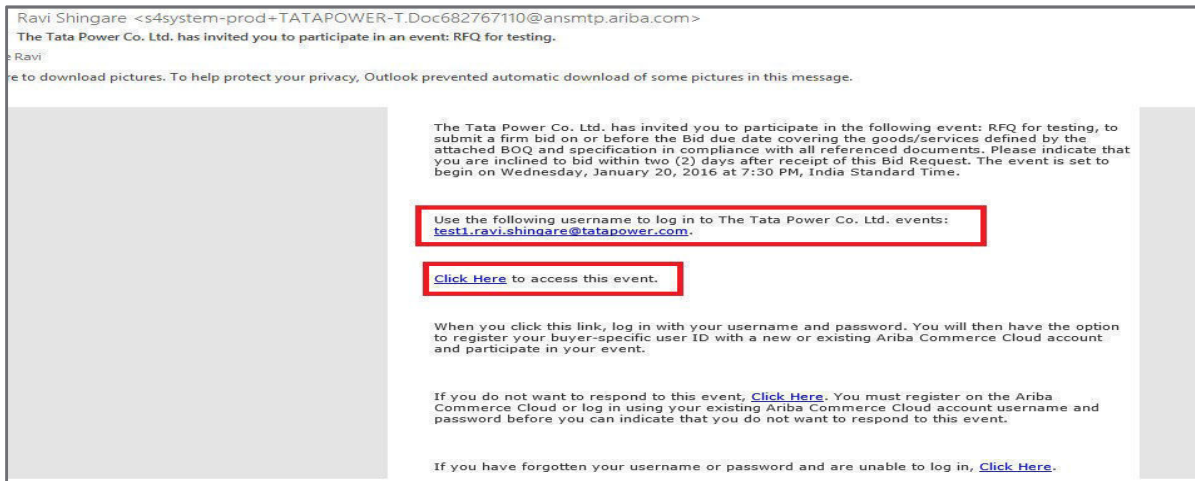 Ravi Shingare <s4system-prod+TATAPOWER-T.Doc682767110@ansmtp.ariba.com>
The Tata Power Co. Ltd. has invited you to participate in an event: RFQ for testing.
Ravi
re to download pictures. To help protect your privacy, Outlook prevented automatic download of some pictures in this message.
The Tata Power Co. Ltd. has invited you to participate in the following event: RFQ for testing, to
submit a firm bid on or before the Bid due date covering the goods/services defined by the
attached BOQ and specification in compliance with all referenced documents. Please indicate that
you are inclined to bid within two (2) days after receipt of this Bid Request. The event is set to
begin on Wednesday, January 20, 2016 at 7:30 PM, India Standard Time.
Use the following username to log in to The Tata Power Co. Ltd. events:
test1.ravi.shingare@tatapower.com.
Click Here to access this event.
When you click this link, log in with your username and password. You will then have the option
to register your buyer-specific user ID with a new or existing Ariba Commerce Cloud account
and participate in your event.
If you do not want to respond to this event, Click Here. You must register on the Ariba
Commerce Cloud or log in using your existing Ariba Commerce Cloud account username and
password before you can indicate that you do not want to respond to this event.
If you have forgotten your username or password and are unable to log in, Click Here.